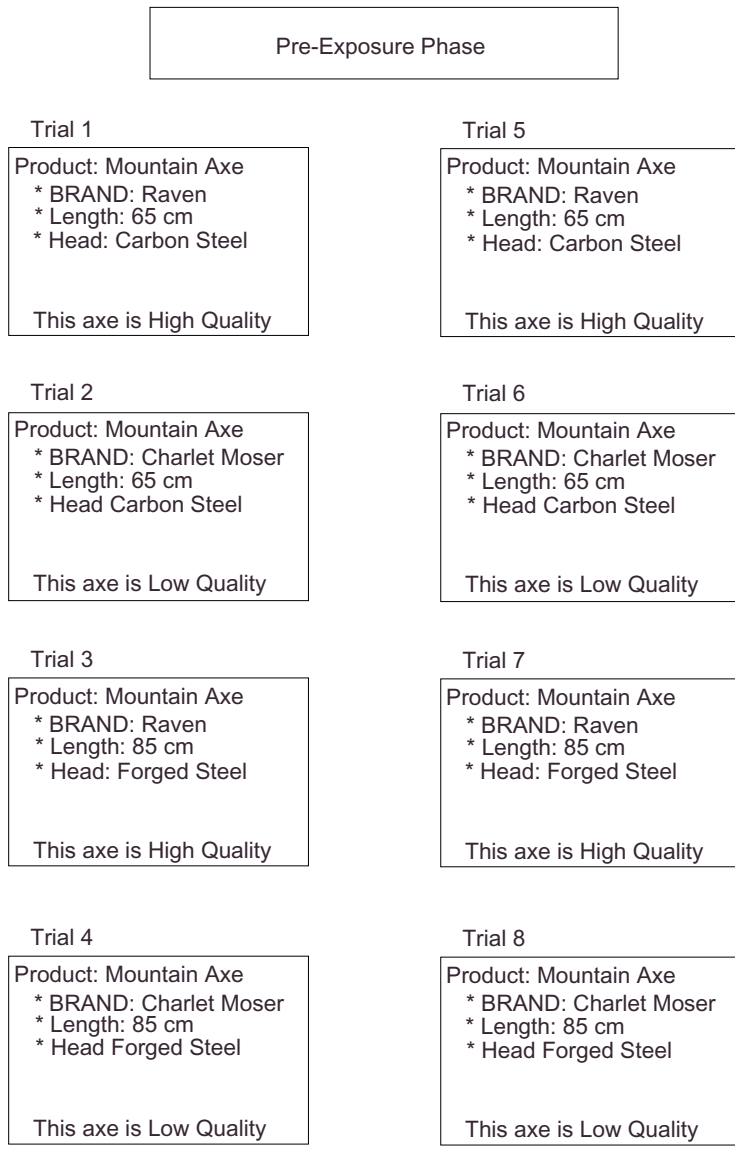 Pre-Exposure Phase
Trial 1
Product: Mountain Axe
* BRAND: Raven
* Length: 65 cm
* Head: Carbon Steel
This axe is High Quality
Trial 2
Product: Mountain Axe
* BRAND: Charlet Moser
* Length: 65 cm
* Head Carbon Steel
This axe is Low Quality
Trial 3
Product: Mountain Axe
* BRAND: Raven
* Length: 85 cm
* Head: Forged Steel
This axe is High Quality
Trial 4
Product: Mountain Axe
* BRAND: Charlet Moser
* Length: 85 cm
* Head Forged Steel
This axe is Low Quality
Trial 5
Product: Mountain Axe
* BRAND: Raven
* Length: 65 cm
* Head: Carbon Steel
This axe is High Quality
Trial 6
Product: Mountain Axe
* BRAND: Charlet Moser
* Length: 65 cm
* Head Carbon Steel
This axe is Low Quality
Trial 7
Product: Mountain Axe
* BRAND: Raven
* Length: 85 cm
* Head: Forged Steel
This axe is High Quality
Trial 8
Product: Mountain Axe
* BRAND: Charlet Moser
* Length: 85 cm
* Head Forged Steel
This axe is Low Quality